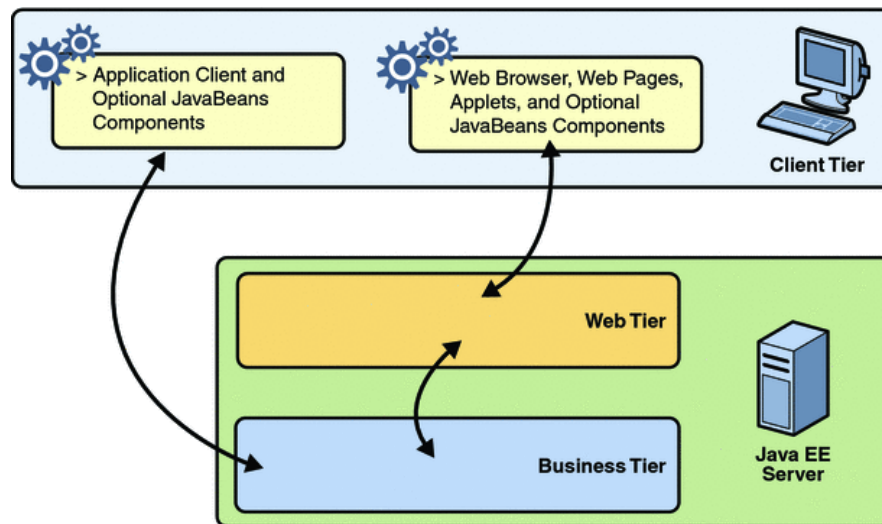 > Application Client and
Optional JavaBeans
Components
> Web Browser, Web Pages,
Applets, and Optional
JavaBeans Components
Client Tier
Web Tier
Business Tier
Java EE
Server